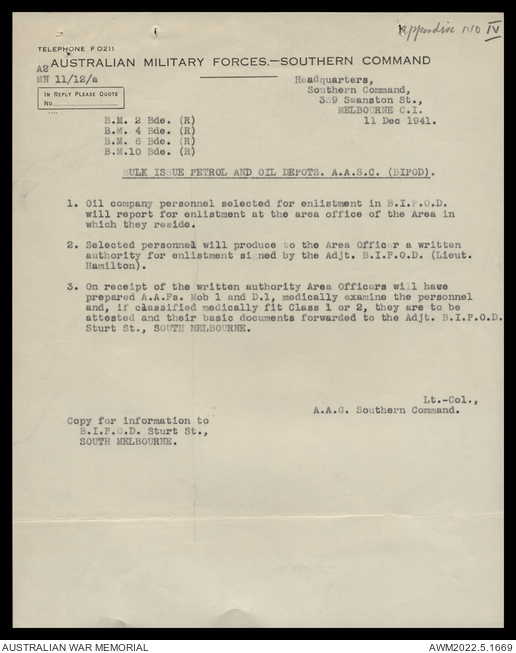 Appendix No IV
TELEPHONE F 0211
AUSTRALIAN MILITARY FORCES.—SOUTHERN COMMAND
A2
MN 11/12/a
IN REPLY PLEASE QUOTE
No.
Headquarters,
Southern Command,
339 Swanston St.,
MELBOURNE C.I.
11 Dec 1941.
B.M. 2 Bde. (R)
B.M. 4 Bde. (R)
B.M. 6 Bde. (R)
B.M.10 Bde. (R)
BULK ISSUE PETROL AND OIL DEPOTS. A.A.S.C. (BIPOD).
1. Oil company personnel selected for enlistment in B.I.P.O.D.
will report for enlistment at the area office of the Area in
which they reside.
2. Selected personnel will produce to the Area Officer a written
authority for enlistment signed by the Adjt. B.I.P.O.D. (Lieut.
Hamilton).
3. On receipt of the written authority Area Officers will have
prepared A.A.Fs. Mob 1 and D.1, medically examine the personnel
and, if classified medically fit Class 1 or 2, they are to be
attested and their basic documents forwarded to the Adjt. B.I.P.O.D.
Sturt St., SOUTH MELBOURNE.
Lt.-Col.,
A.A.G. Southern Command.
Copy for information to
B.I.P.O.D. Sturt St.,
SOUTH MELBOURNE.
AUSTRALIAN WAR MEMORIAL
AWM2022.5.1669